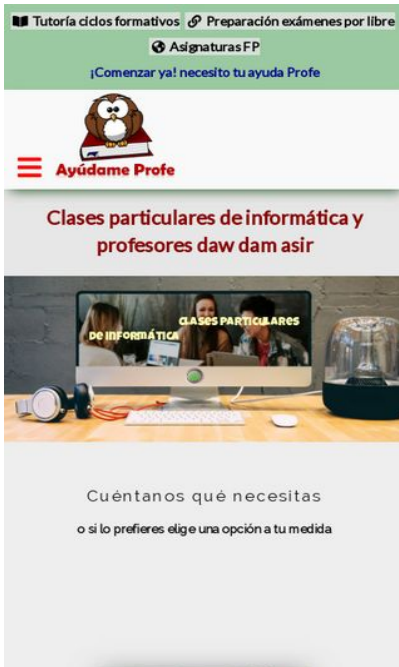 Tutoría ciclos formativos Preparación exámenes por libre
Asignaturas FP
¡Comenzar ya! necesito tu ayuda Profe
Ayúdame Profe
Clases particulares de informática y
profesores daw dam asir
CLASES PARTICULARES
DE INFORMÁTICA
Cuéntanos qué necesitas
o si lo prefieres elige una opción a tu medida